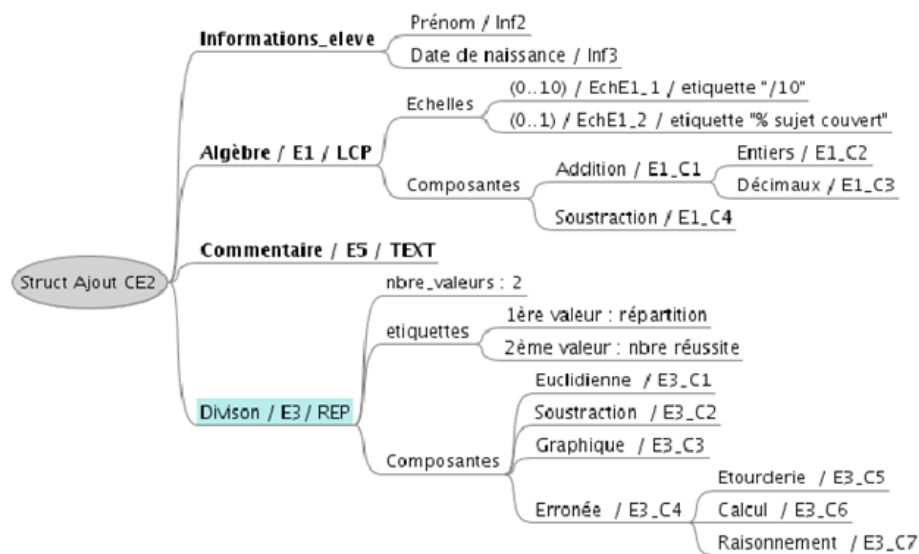 Prénom / Inf2
Informations_eleve
Date de naissance / Inf3
(0..10) / EchE1_1 / etiquette "/10"
Echelles
(0..1) / EchE1_2 / etiquette "% sujet couvert"
Algèbre / E1 / LCP
Entiers / E1_C2
Addition / E1_C1
Décimaux / E1_C3
Composantes
Soustraction / E1_C4
Commentaire / E5 / TEXT
Struct Ajout CE2
nbre_valeurs : 2
1ère valeur : répartition
etiquettes
2ème valeur : nbre réussite
Divison / E3 / REP
Euclidienne / E3_C1
Soustraction / E3_C2
Graphique / E3_C3
Composantes
Etourderie / E3_C5
Erronée / E3_C4
Calcul / E3_C6
Raisonnement / E3_C7